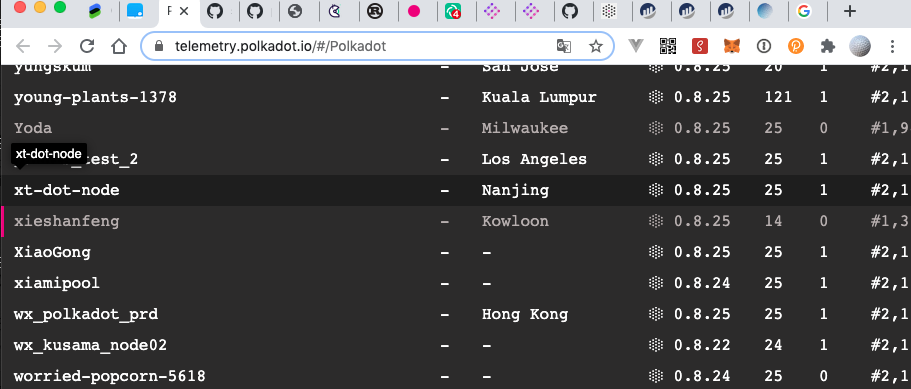 telemetry.polkadot.io/#/Polkadot
yungskum - San Jose 0.8.25 20 1 #2,1
young-plants-1378 - Kuala Lumpur 0.8.25 121 1 #2,1
Yoda - Milwaukee 0.8.25 25 0 #1,9
_test_2 - Los Angeles 0.8.25 25 1 #2,1
xt-dot-node
xt-dot-node - Nanjing 0.8.25 25 1 #2,1
xieshanfeng - Kowloon 0.8.25 14 0 #1,3
XiaoGong - - 0.8.25 25 1 #2,1
xiamipool - - 0.8.24 25 1 #2,1
wx_polkadot_prd - Hong Kong 0.8.25 25 1 #2,1
wx_kusama_node02 - - 0.8.22 24 1 #2,1
worried-popcorn-5618 - - 0.8.24 25 0 #2,1